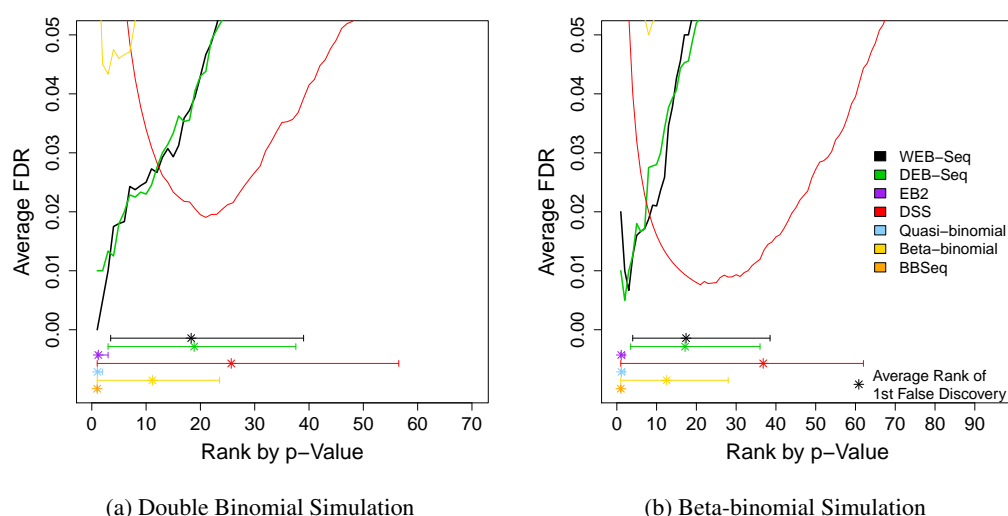 0.05
0.04
0.03
0.02
0.01
0.00
Average FDR
0 10 20 30 40 50 60 70
Rank by p−Value
(a) Double Binomial Simulation
0.05
0.04
0.03
0.02
0.01
0.00
Average FDR
WEB−Seq
DEB−Seq
EB2
DSS
Quasi−binomial
Beta−binomial
BBSeq
Average Rank of
1st False Discovery
0 10 20 30 40 50 60 70 80 90
Rank by p−Value
(b) Beta-binomial Simulation